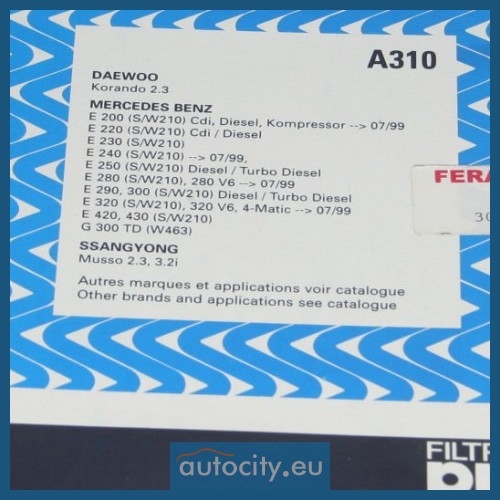 A310
DAEWOO
Korando 2.3
MERCEDES BENZ
E 200 (S/W210) Cdi, Diesel, Kompressor --> 07/99
E 220 (S/W210) Cdi / Diesel
E 230 (S/W210)
E 240 (S/W210) --> 07/99,
E 250 (S/W210) Diesel / Turbo Diesel
E 280 (S/W210), 280 V6 --> 07/99
E 290, 300 (S/W210) Diesel / Turbo Diesel
E 320 (S/W210), 320 V6, 4-Matic --> 07/99
E 420, 430 (S/W210)
G 300 TD (W463)
SSANGYONG
Musso 2.3, 3.2i
Autres marques et applications voir catalogue
Other brands and applications see catalogue
FERA
30
FILTR
autocity.eu